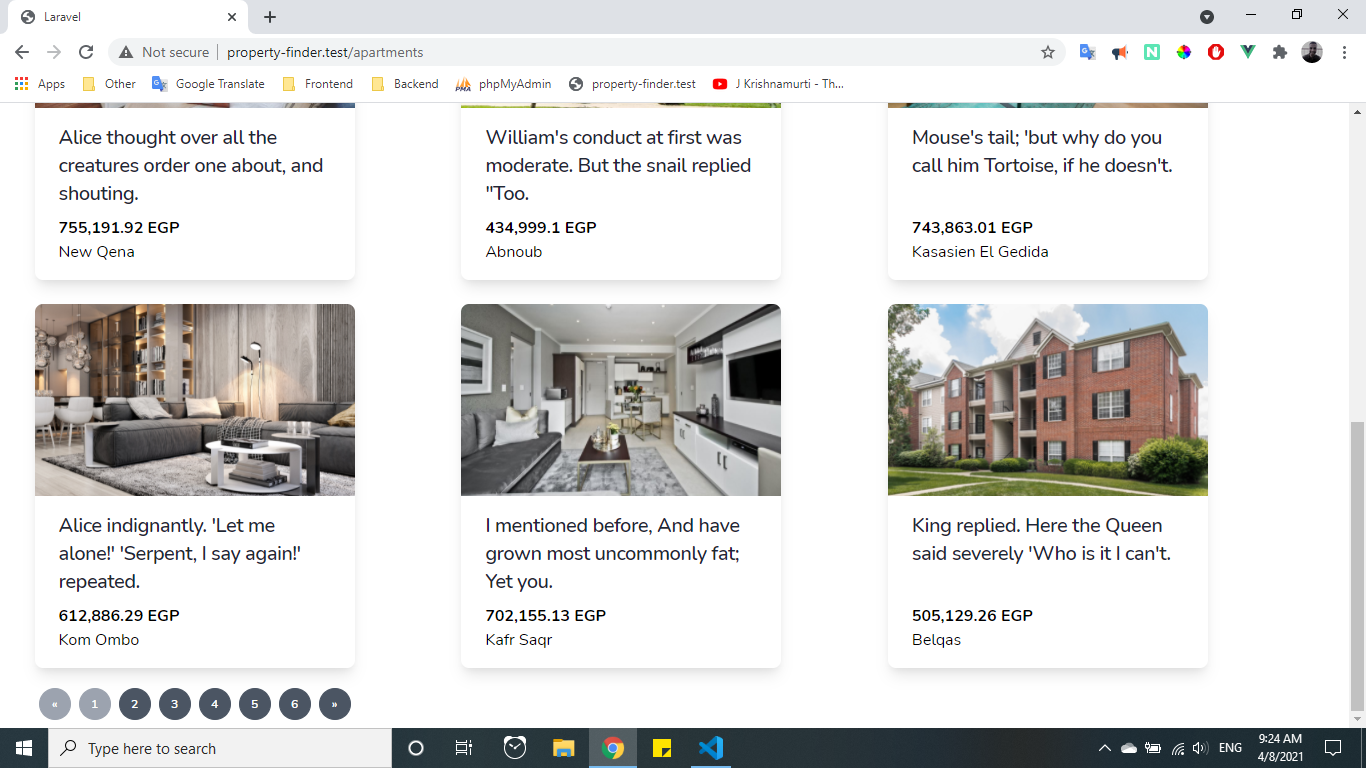 Laravel
Not secure
property-finder.test/apartments
Apps
Other
Google Translate
Frontend
Backend
phpMyAdmin
property-finder.test
J Krishnamurti - Th...
Alice thought over all the
creatures order one about, and
shouting.
755,191.92 EGP
New Qena
William's conduct at first was
moderate. But the snail replied
"Too.
434,999.1 EGP
Abnoub
Mouse's tail; 'but why do you
call him Tortoise, if he doesn't.
743,863.01 EGP
Kasasien El Gedida
Alice indignantly. 'Let me
alone!' 'Serpent, I say again!'
repeated.
612,886.29 EGP
Kom Ombo
I mentioned before, And have
grown most uncommonly fat;
Yet you.
702,155.13 EGP
Kafr Saqr
King replied. Here the Queen
said severely 'Who is it I can't.
505,129.26 EGP
Belqas
« 1 2 3 4 5 6 »
Type here to search
ENG
9:24 AM
4/8/2021